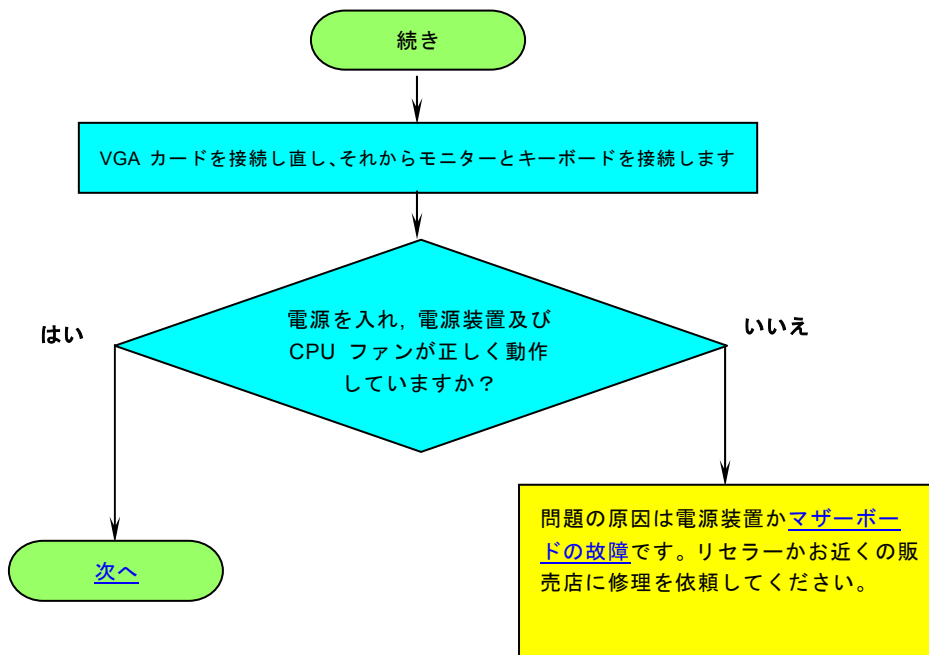 続き
VGA カードを接続し直し、それからモニターとキーボードを接続します
電源を入れ, 電源装置及び
CPU ファンが正しく動作
していますか？
はい
いいえ
次へ
問題の原因は電源装置かマザーボー
ドの故障です。リセラーかお近くの販
売店に修理を依頼してください。